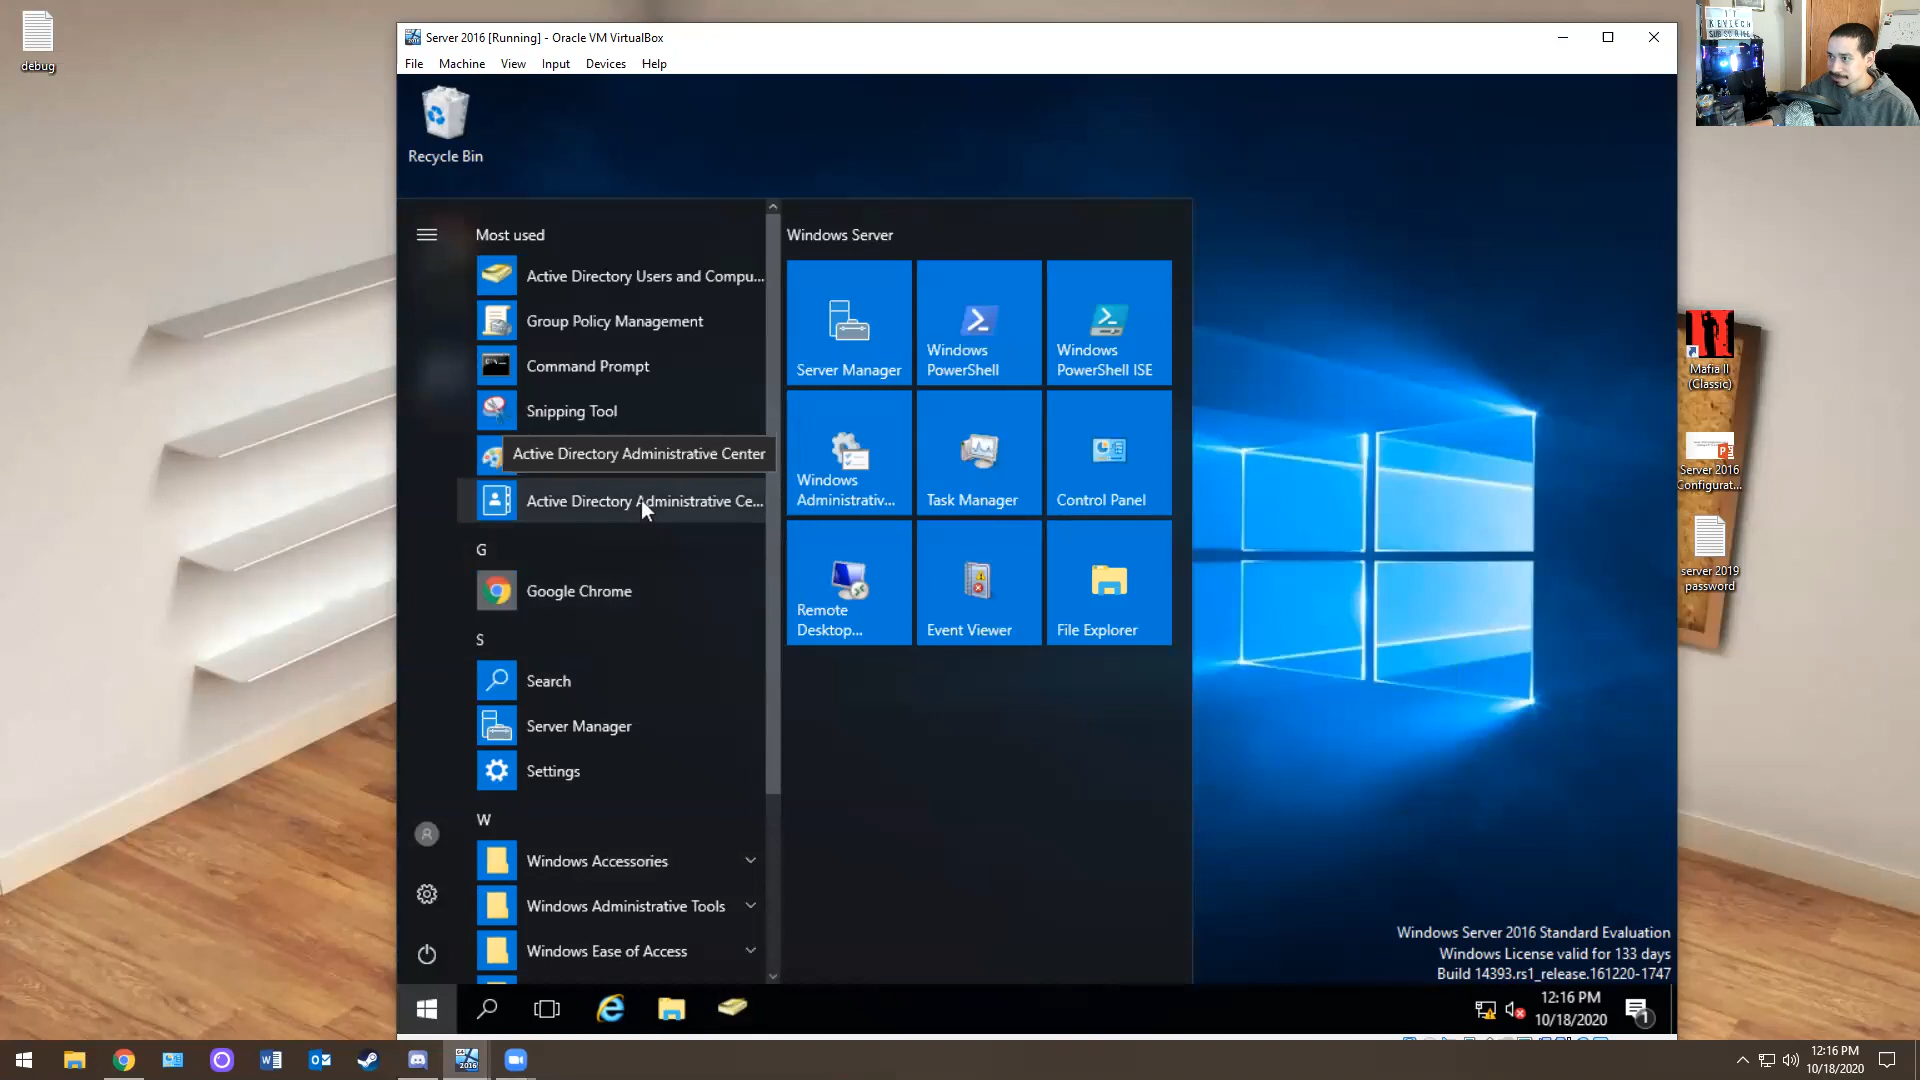 debug
Server 2016 [Running] - Oracle VM VirtualBox
File Machine View Input Devices Help
Recycle Bin
Most used
Active Directory Users and Compu...
Group Policy Management
Command Prompt
Snipping Tool
Active Directory Administrative Center
Active Directory Administrative Ce...
G
Google Chrome
S
Search
Server Manager
Settings
W
Windows Accessories
Windows Administrative Tools
Windows Ease of Access
Windows Server
Server Manager
Windows
PowerShell
Windows
PowerShell ISE
Windows
Administrativ...
Task Manager
Control Panel
Remote
Desktop...
Event Viewer
File Explorer
Windows Server 2016 Standard Evaluation
Windows License valid for 133 days
Build 14393.rs1_release.161220-1747
12:16 PM
10/18/2020
1
IT
KEVTECH
SUBSCRIBE
Mafia II
(Classic)
Server 2016
Configurat...
server 2019
password
2016
12:16 PM
10/18/2020